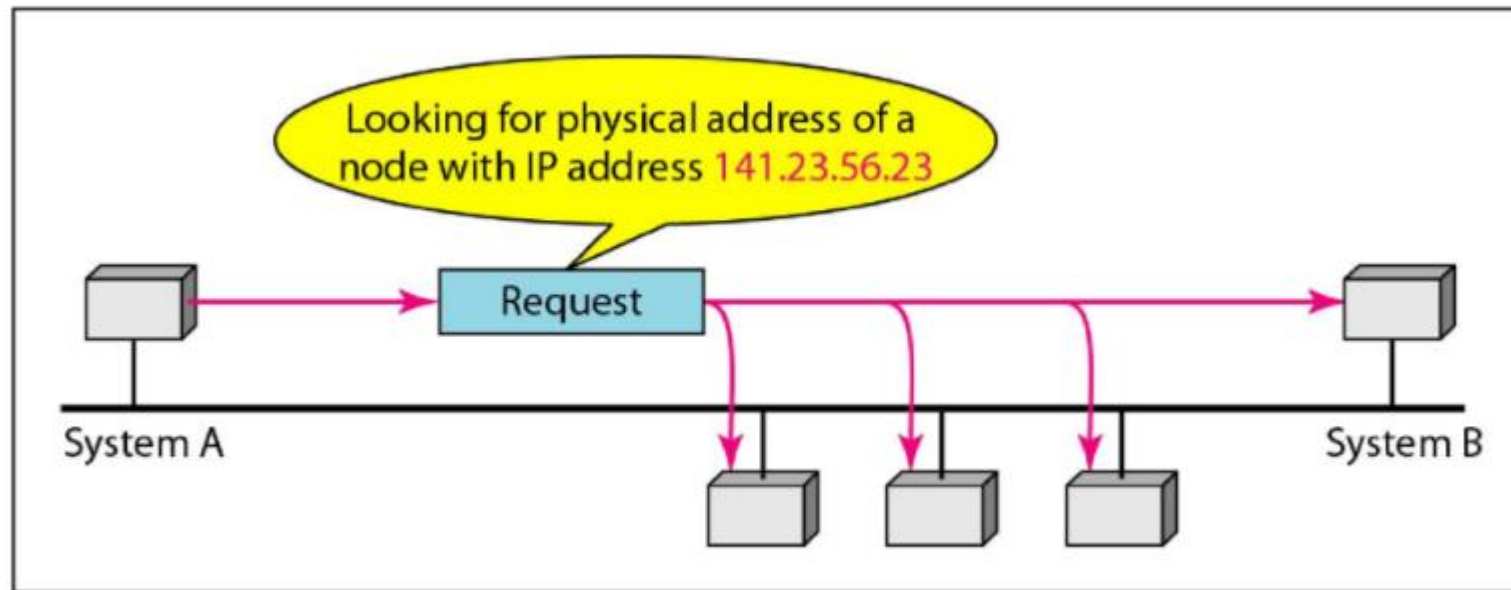 Looking for physical address of a
node with IP address 141.23.56.23
Request
System A
System B